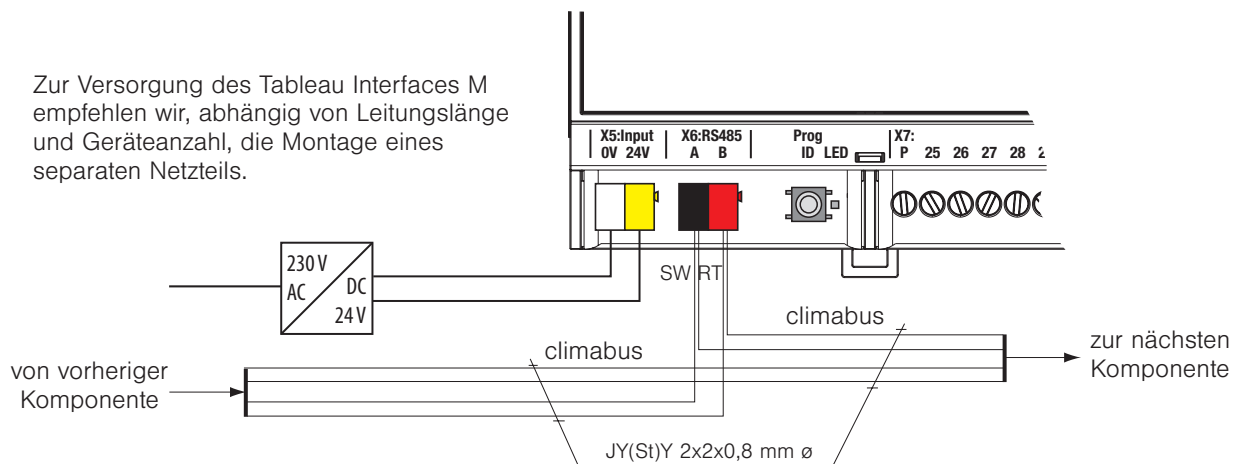 Zur Versorgung des Tableau Interfaces M
empfehlen wir, abhängig von Leitungslänge
und Geräteanzahl, die Montage eines
separaten Netzteils.
X5:Input X6:RS485 Prog X7:
0V 24V A B ID LED P 25 26 27 28
230 V
AC
DC
24 V
SW RT
climabus
climabus
von vorheriger
Komponente
zur nächsten
Komponente
JY(St)Y 2x2x0,8 mm ø